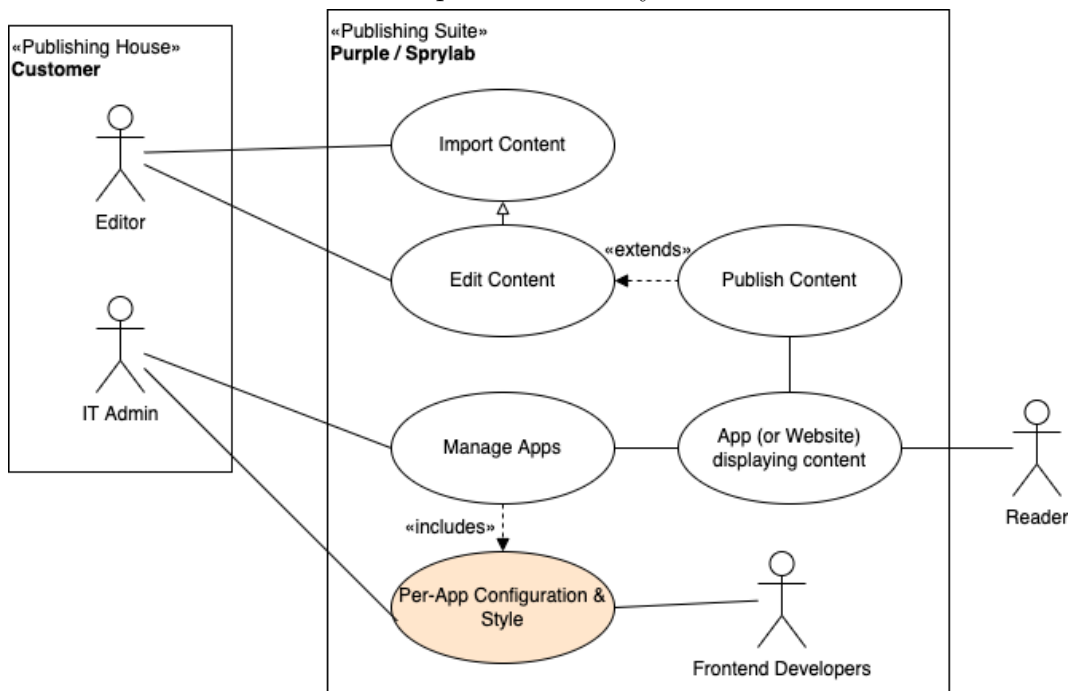 «Publishing House»
Customer
Editor
IT Admin
«Publishing Suite»
Purple / Sprylab
Import Content
Edit Content
«extends»
Publish Content
Manage Apps
App (or Website)
displaying content
«includes»
Per-App Configuration &
Style
Frontend Developers
Reader